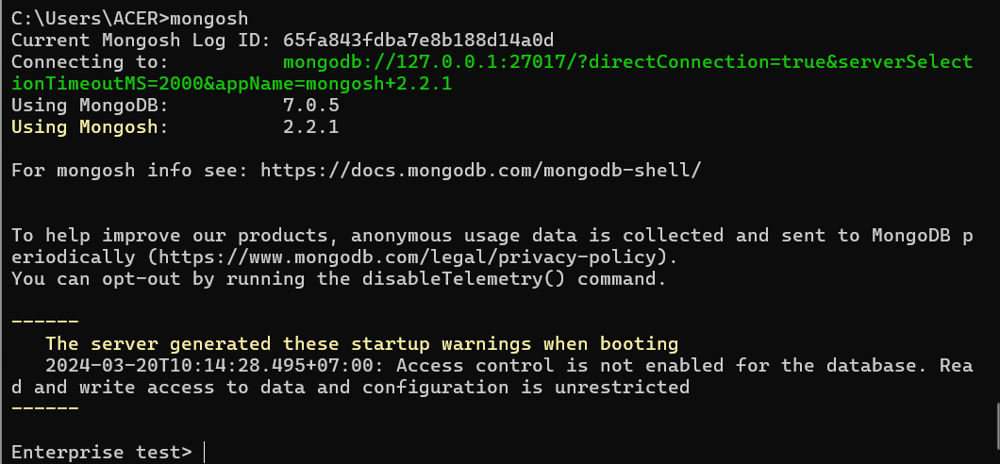 C:\Users\ACER>mongosh
Current Mongosh Log ID: 65fa843fdba7e8b188d14a0d
Connecting to:          mongodb://127.0.0.1:27017/?directConnection=true&serverSelect
ionTimeoutMS=2000&appName=mongosh+2.2.1
Using MongoDB:          7.0.5
Using Mongosh:          2.2.1
For mongosh info see: https://docs.mongodb.com/mongodb-shell/
To help improve our products, anonymous usage data is collected and sent to MongoDB p
eriodically (https://www.mongodb.com/legal/privacy-policy).
You can opt-out by running the disableTelemetry() command.
------
   The server generated these startup warnings when booting
   2024-03-20T10:14:28.495+07:00: Access control is not enabled for the database. Rea
d and write access to data and configuration is unrestricted
------
Enterprise test>